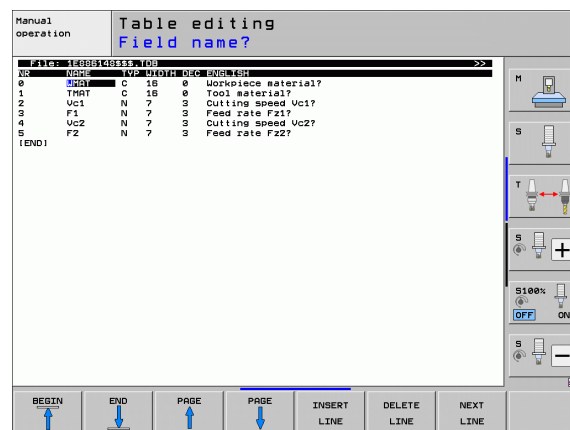 Manual operation
Table editing
Field name?
File: 1E886148$$$.TDB >>
NR NAME TYP WIDTH DEC ENGLISH
0 WMAT C 16 0 Workpiece material?
1 TMAT C 16 0 Tool material?
2 Vc1 N 7 3 Cutting speed Vc1?
3 F1 N 7 3 Feed rate Fz1?
4 Vc2 N 7 3 Cutting speed Vc2?
5 F2 N 7 3 Feed rate Fz2?
[END]
M
S
T
S
+
S100%
OFF ON
S
–
BEGIN
END
PAGE
PAGE
INSERT LINE
DELETE LINE
NEXT LINE